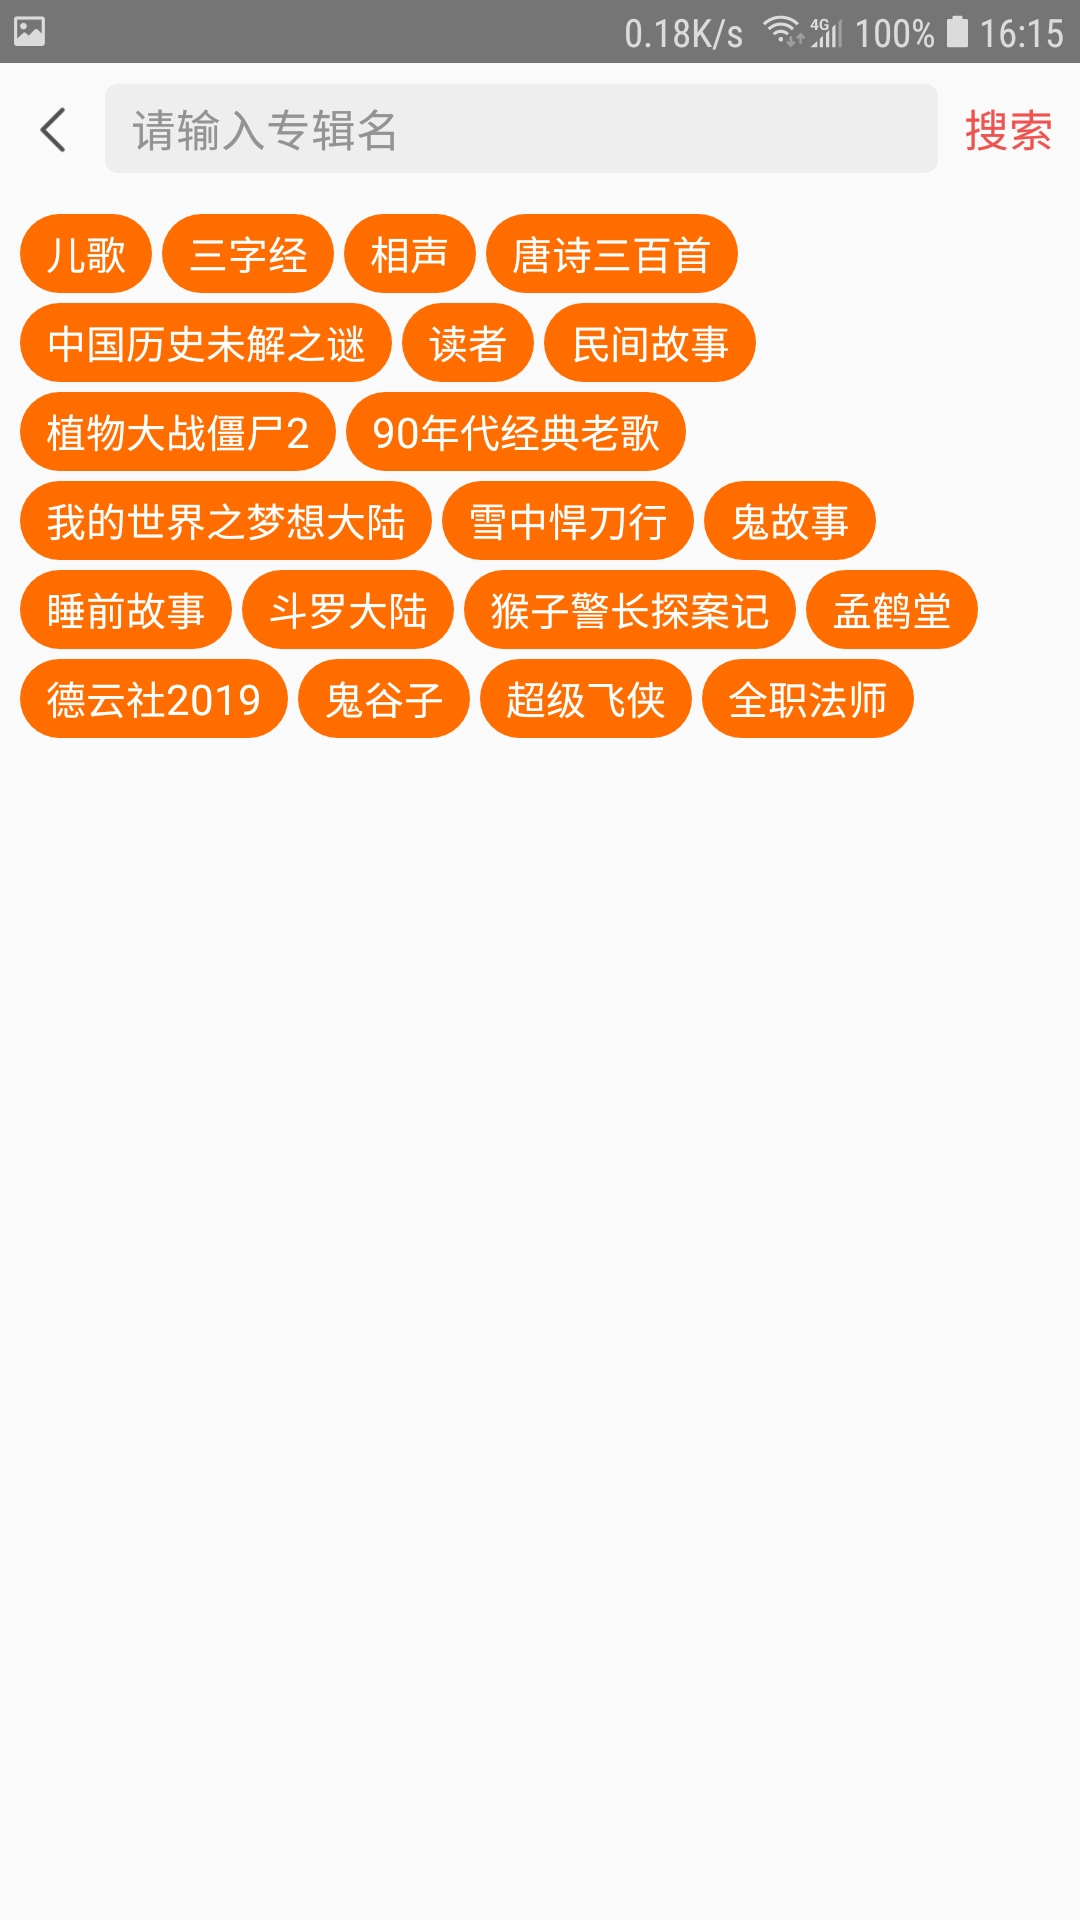 0.18K/s 4G 100% 16:15
请输入专辑名 搜索
儿歌 三字经 相声 唐诗三百首
中国历史未解之谜 读者 民间故事
植物大战僵尸2 90年代经典老歌
我的世界之梦想大陆 雪中悍刀行 鬼故事
睡前故事 斗罗大陆 猴子警长探案记 孟鹤堂
德云社2019 鬼谷子 超级飞侠 全职法师